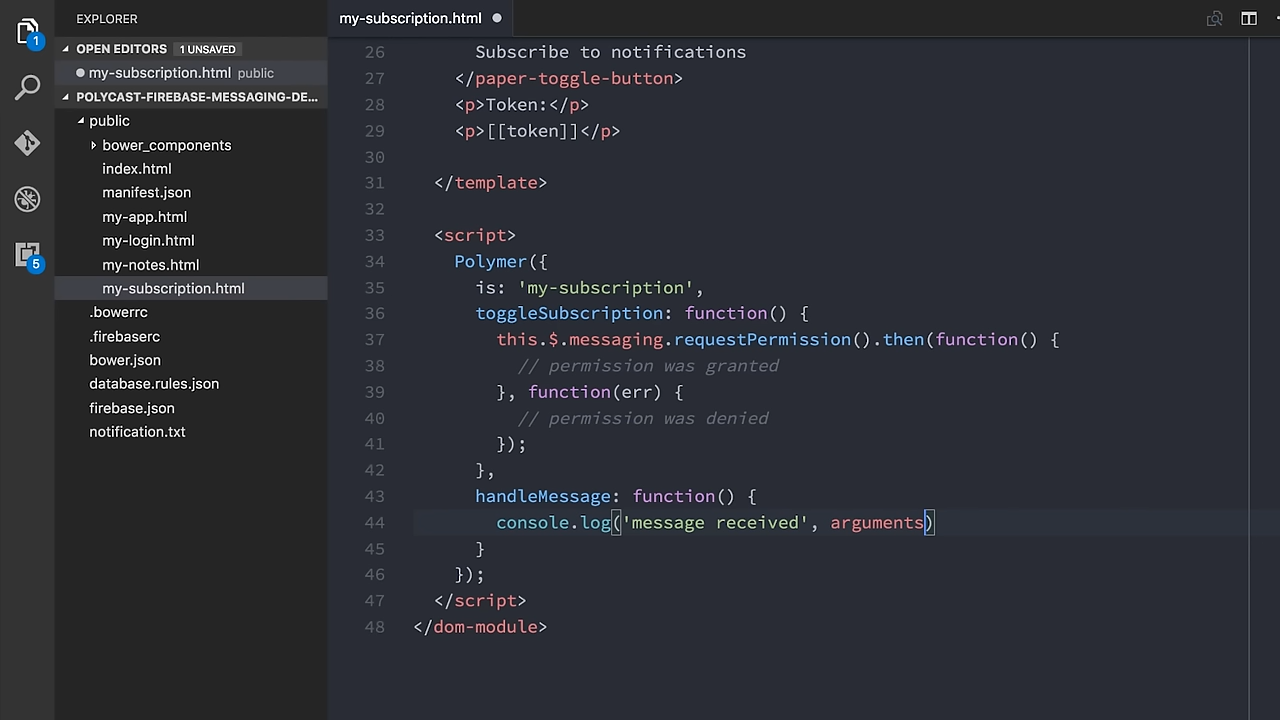 EXPLORER
OPEN EDITORS 1 UNSAVED
my-subscription.html public
POLYCAST-FIREBASE-MESSAGING-DE...
public
bower_components
index.html
manifest.json
my-app.html
my-login.html
my-notes.html
my-subscription.html
.bowerrc
.firebaserc
bower.json
database.rules.json
firebase.json
notification.txt
1
5
my-subscription.html
26 Subscribe to notifications
27 </paper-toggle-button>
28 <p>Token:</p>
29 <p>[[token]]</p>
30
31 </template>
32
33 <script>
34 Polymer({
35 is: 'my-subscription',
36 toggleSubscription: function() {
37 this.$.messaging.requestPermission().then(function() {
38 // permission was granted
39 }, function(err) {
40 // permission was denied
41 });
42 },
43 handleMessage: function() {
44 console.log('message received', arguments)
45 }
46 });
47 </script>
48 </dom-module>